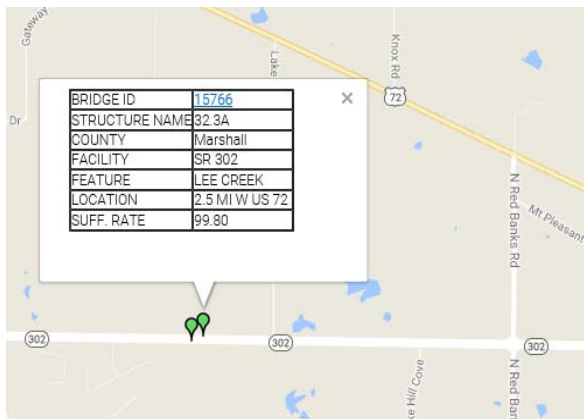 Gateway
Dr
Lake
Knox Rd
72
BRIDGE ID 15766
STRUCTURE NAME 32.3A
COUNTY Marshall
FACILITY SR 302
FEATURE LEE CREEK
LOCATION 2.5 MI W US 72
SUFF. RATE 99.80
×
N Red Banks Rd
Mt Pleasant
302
302
302
e Hill Cove
N Red Ban